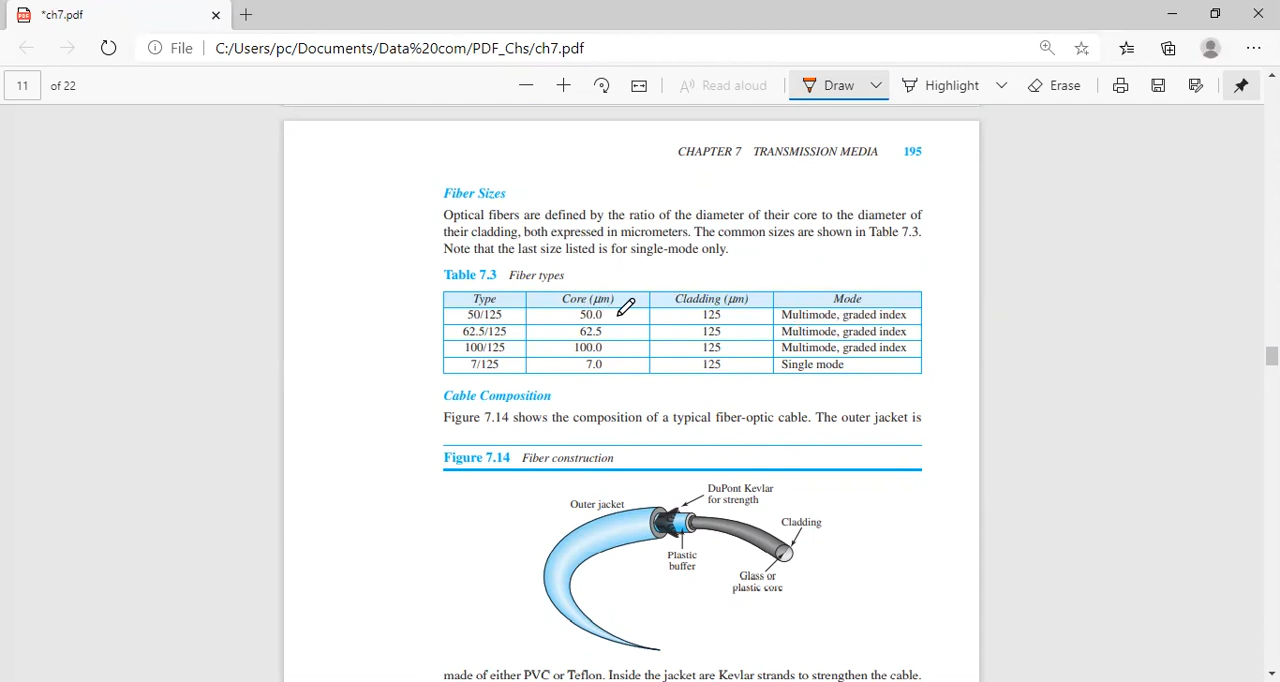 *ch7.pdf
File
C:/Users/pc/Documents/Data%20com/PDF_Chs/ch7.pdf
11 of 22
Read aloud
Draw
Highlight
Erase
CHAPTER 7 TRANSMISSION MEDIA 195
Fiber Sizes
Optical fibers are defined by the ratio of the diameter of their core to the diameter of
their cladding, both expressed in micrometers. The common sizes are shown in Table 7.3.
Note that the last size listed is for single-mode only.
Table 7.3 Fiber types
Type Core (μm) Cladding (μm) Mode
50/125 50.0 125 Multimode, graded index
62.5/125 62.5 125 Multimode, graded index
100/125 100.0 125 Multimode, graded index
7/125 7.0 125 Single mode
Cable Composition
Figure 7.14 shows the composition of a typical fiber-optic cable. The outer jacket is
Figure 7.14 Fiber construction
DuPont Kevlar
for strength
Outer jacket
Cladding
Plastic
buffer
Glass or
plastic core
made of either PVC or Teflon. Inside the jacket are Kevlar strands to strengthen the cable.